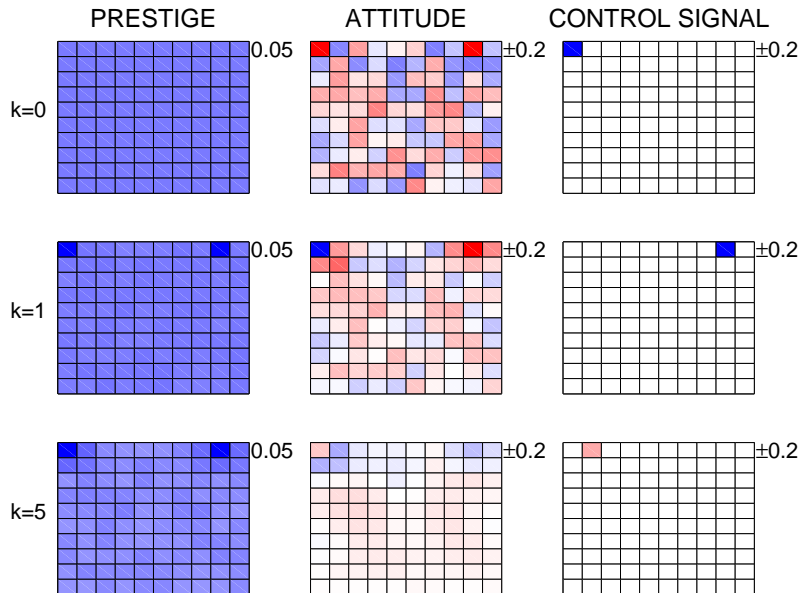 PRESTIGE ATTITUDE CONTROL SIGNAL
k=0 0.05 ±0.2 ±0.2
k=1 0.05 ±0.2 ±0.2
k=5 0.05 ±0.2 ±0.2